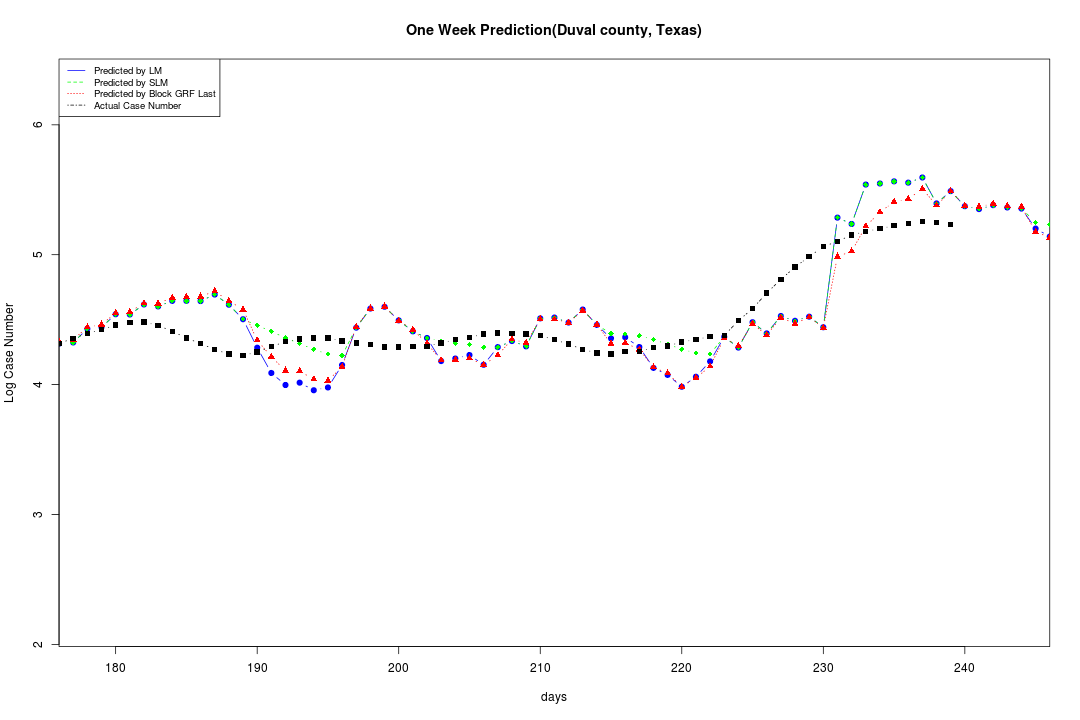 One Week Prediction(Duval county, Texas)
Predicted by LM
Predicted by SLM
Predicted by Block GRF Last
Actual Case Number
Log Case Number
6
5
4
3
2
180 190 200 210 220 230 240
days